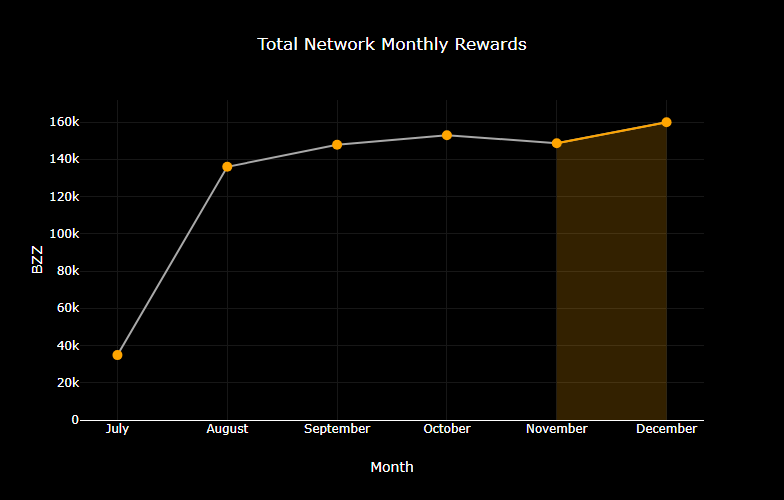 Total Network Monthly Rewards
160k
140k
120k
100k
80k
60k
40k
20k
0
BZZ
July August September October November December
Month